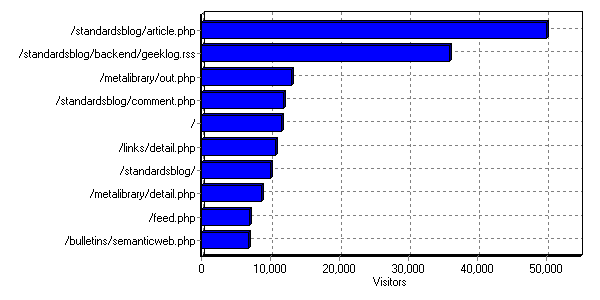 /standardsblog/article.php
/standardsblog/backend/geeklog.rss
/metalibrary/out.php
/standardsblog/comment.php
/
/links/detail.php
/standardsblog/
/metalibrary/detail.php
/feed.php
/bulletins/semanticweb.php
0 10,000 20,000 30,000 40,000 50,000
Visitors